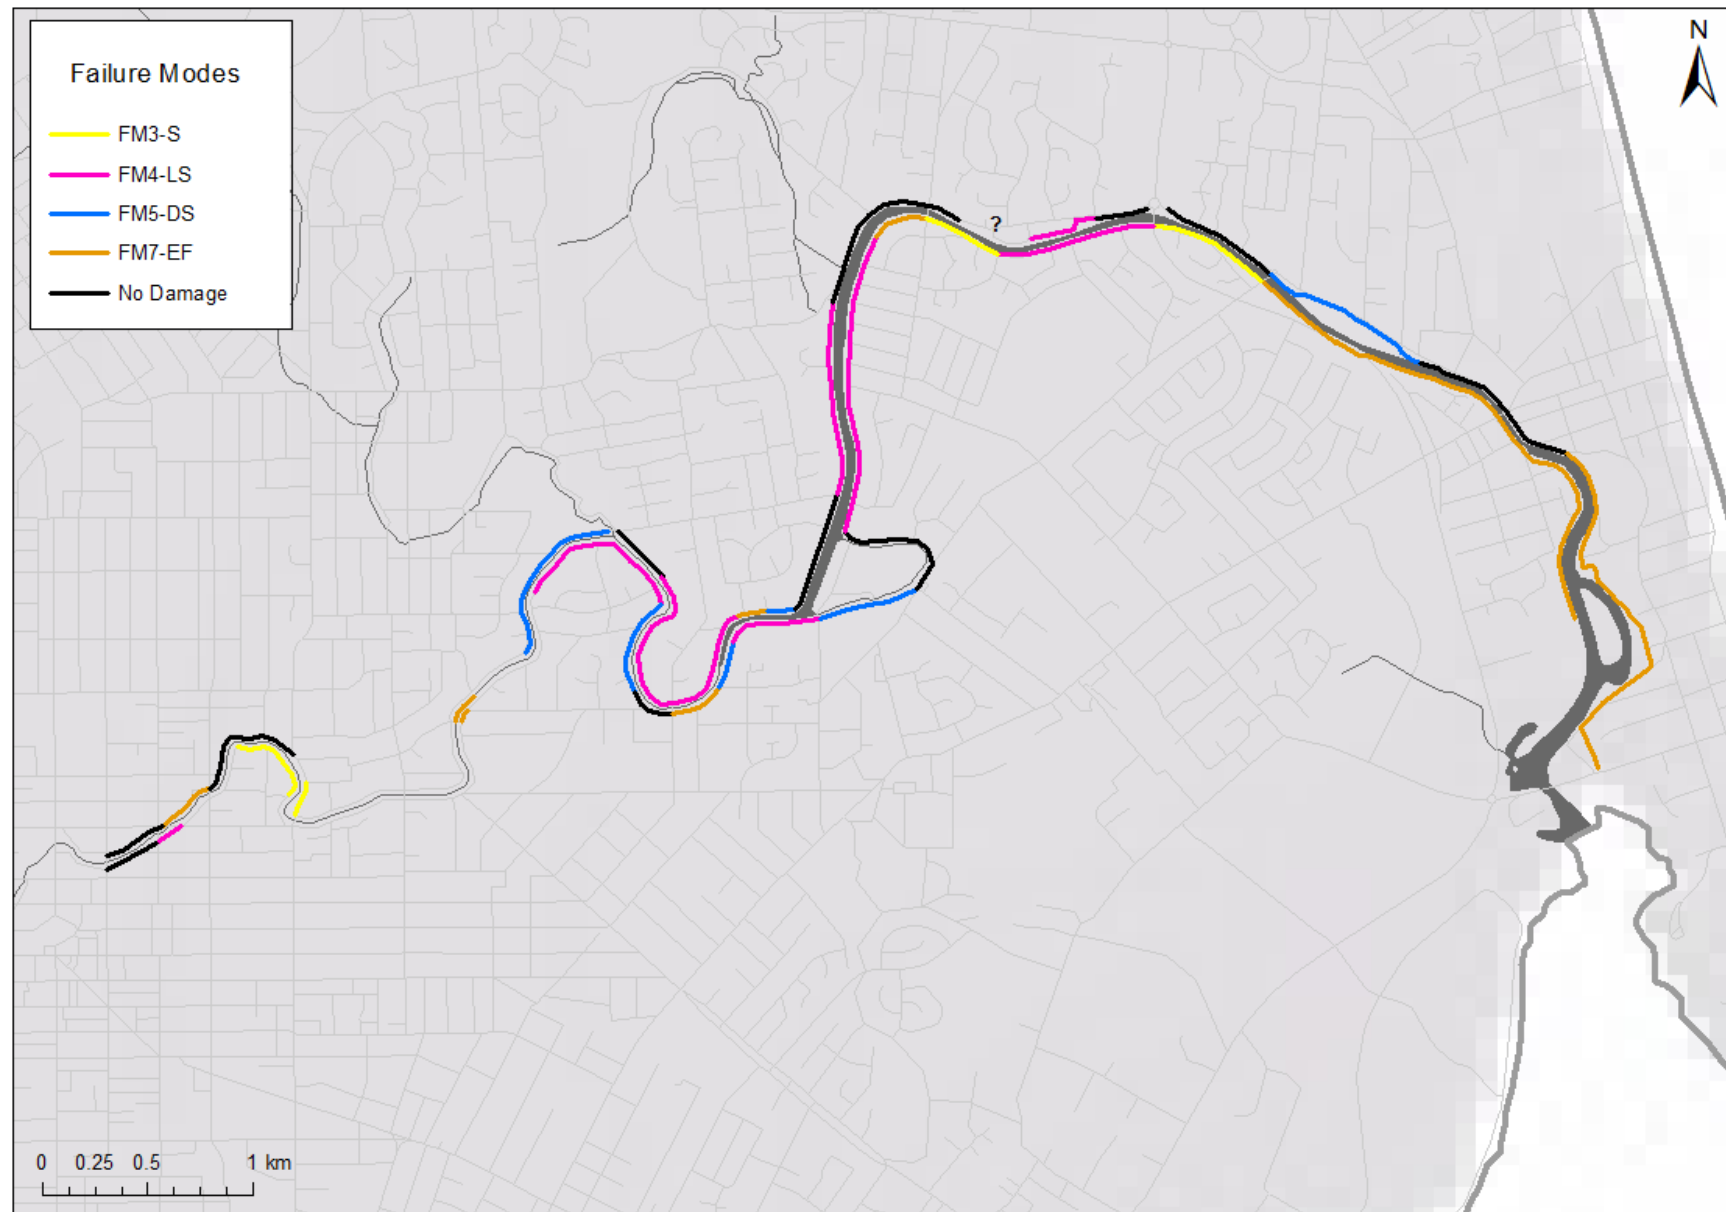 Failure Modes
FM3-S
FM4-LS
FM5-DS
FM7-EF
No Damage
N
?
0 0.25 0.5 1 km